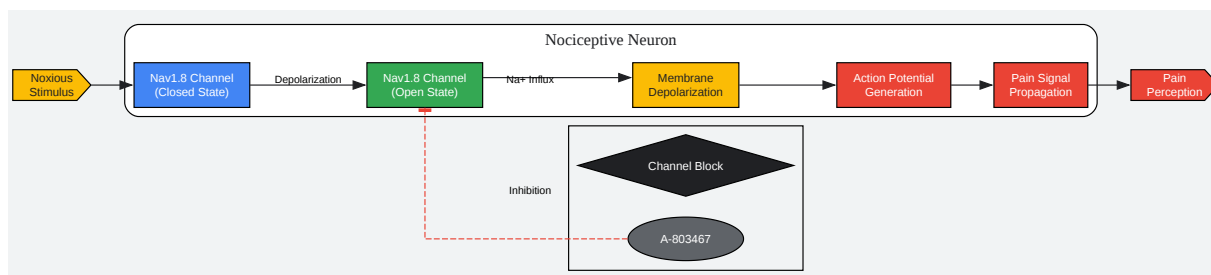 Nociceptive Neuron
Noxious
Stimulus
Nav1.8 Channel
(Closed State)
Depolarization
Nav1.8 Channel
(Open State)
Na+ Influx
Membrane
Depolarization
Action Potential
Generation
Pain Signal
Propagation
Pain
Perception
Channel Block
Inhibition
A-803467